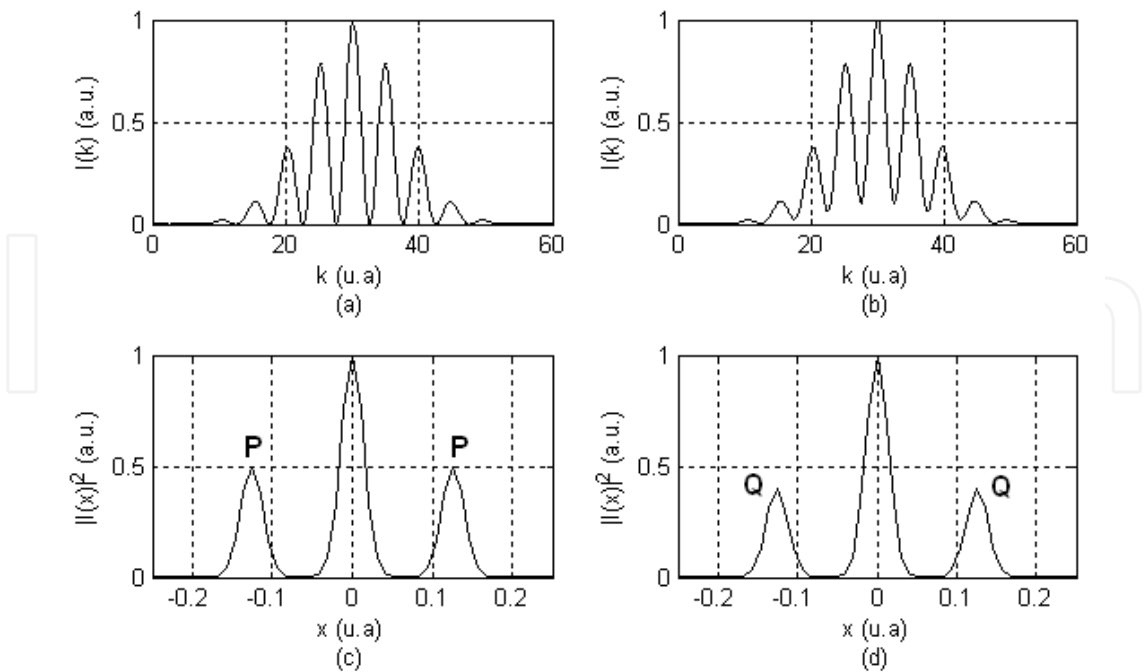 1
0.5
0
I(k) (a.u.)
0 20 40 60
k (u.a)
(a)
1
0.5
0
I(k) (a.u.)
0 20 40 60
k (u.a)
(b)
1
0.5
0
|I(x)|² (a.u.)
P P
-0.2 -0.1 0 0.1 0.2
x (u.a)
(c)
1
0.5
0
|I(x)|² (a.u.)
Q Q
-0.2 -0.1 0 0.1 0.2
x (u.a)
(d)